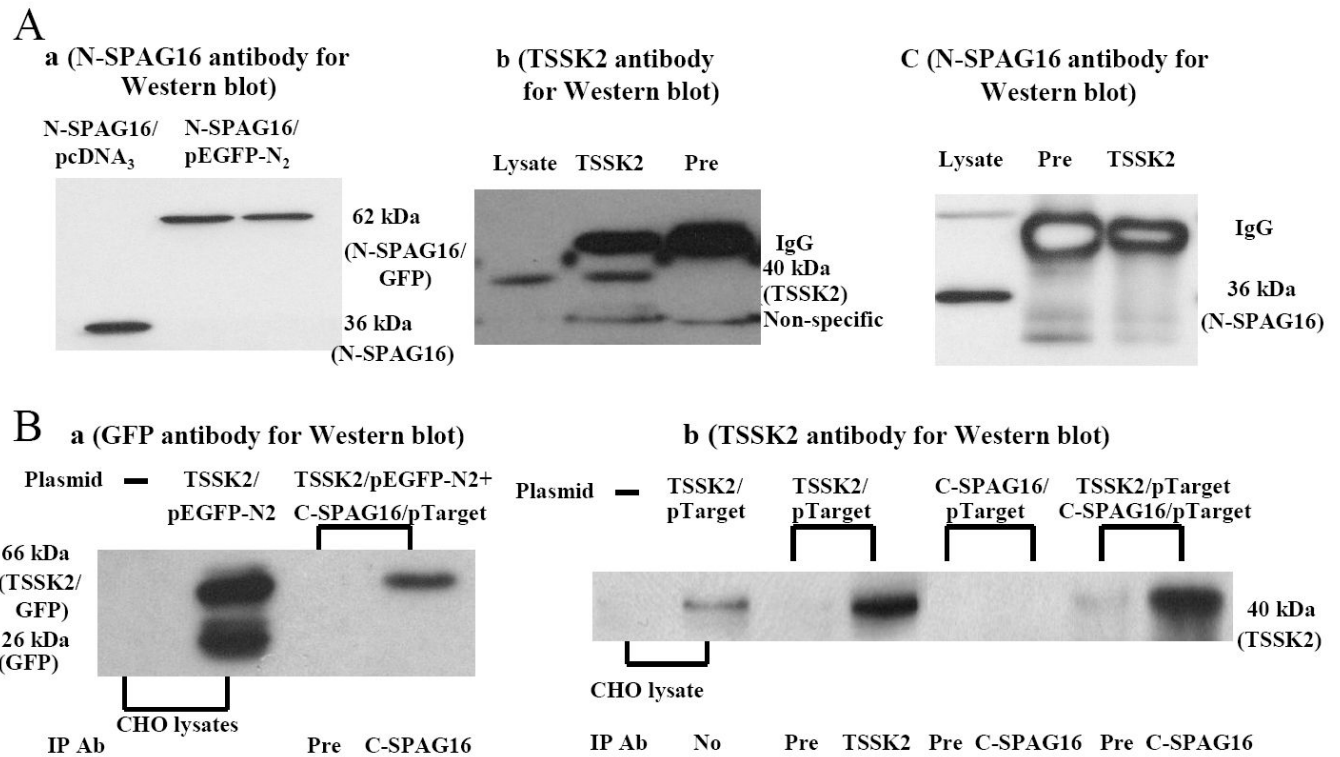 A
a (N-SPAG16 antibody for
Western blot)
N-SPAG16/
pcDNA3
N-SPAG16/
pEGFP-N2
62 kDa
(N-SPAG16/
GFP)
36 kDa
(N-SPAG16)
b (TSSK2 antibody
for Western blot)
Lysate TSSK2 Pre
IgG
40 kDa
(TSSK2)
Non-specific
C (N-SPAG16 antibody for
Western blot)
Lysate Pre TSSK2
IgG
36 kDa
(N-SPAG16)
B
a (GFP antibody for Western blot)
Plasmid –
TSSK2/
pEGFP-N2
TSSK2/pEGFP-N2+
C-SPAG16/pTarget
66 kDa
(TSSK2/
GFP)
26 kDa
(GFP)
CHO lysates
IP Ab Pre C-SPAG16
b (TSSK2 antibody for Western blot)
Plasmid –
TSSK2/
pTarget
TSSK2/
pTarget
C-SPAG16/
pTarget
TSSK2/pTarget
C-SPAG16/pTarget
40 kDa
(TSSK2)
CHO lysate
IP Ab No Pre TSSK2 Pre C-SPAG16 Pre C-SPAG16